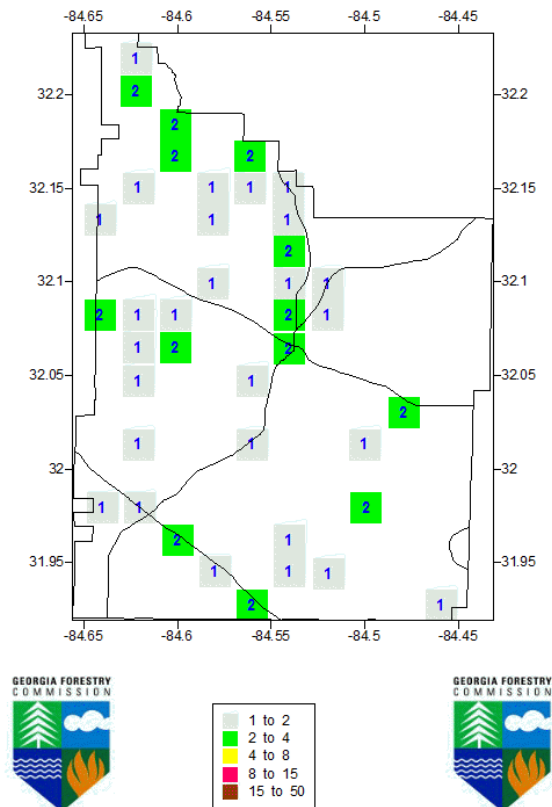 -84.65 -84.6 -84.55 -84.5 -84.45
1
32.2 2 32.2
2
2 2
32.15 1 1 1 1 32.15
1 1 1
2
32.1 1 1 1 32.1
2 1 1 2 1
1 2 2
32.05 1 1 32.05
2
1 1 1
32 32
1 1 2
2 1
31.95 1 1 1 31.95
2 1
-84.65 -84.6 -84.55 -84.5 -84.45
GEORGIA FORESTRY
COMMISSION
GEORGIA FORESTRY
COMMISSION
1 to 2
2 to 4
4 to 8
8 to 15
15 to 50